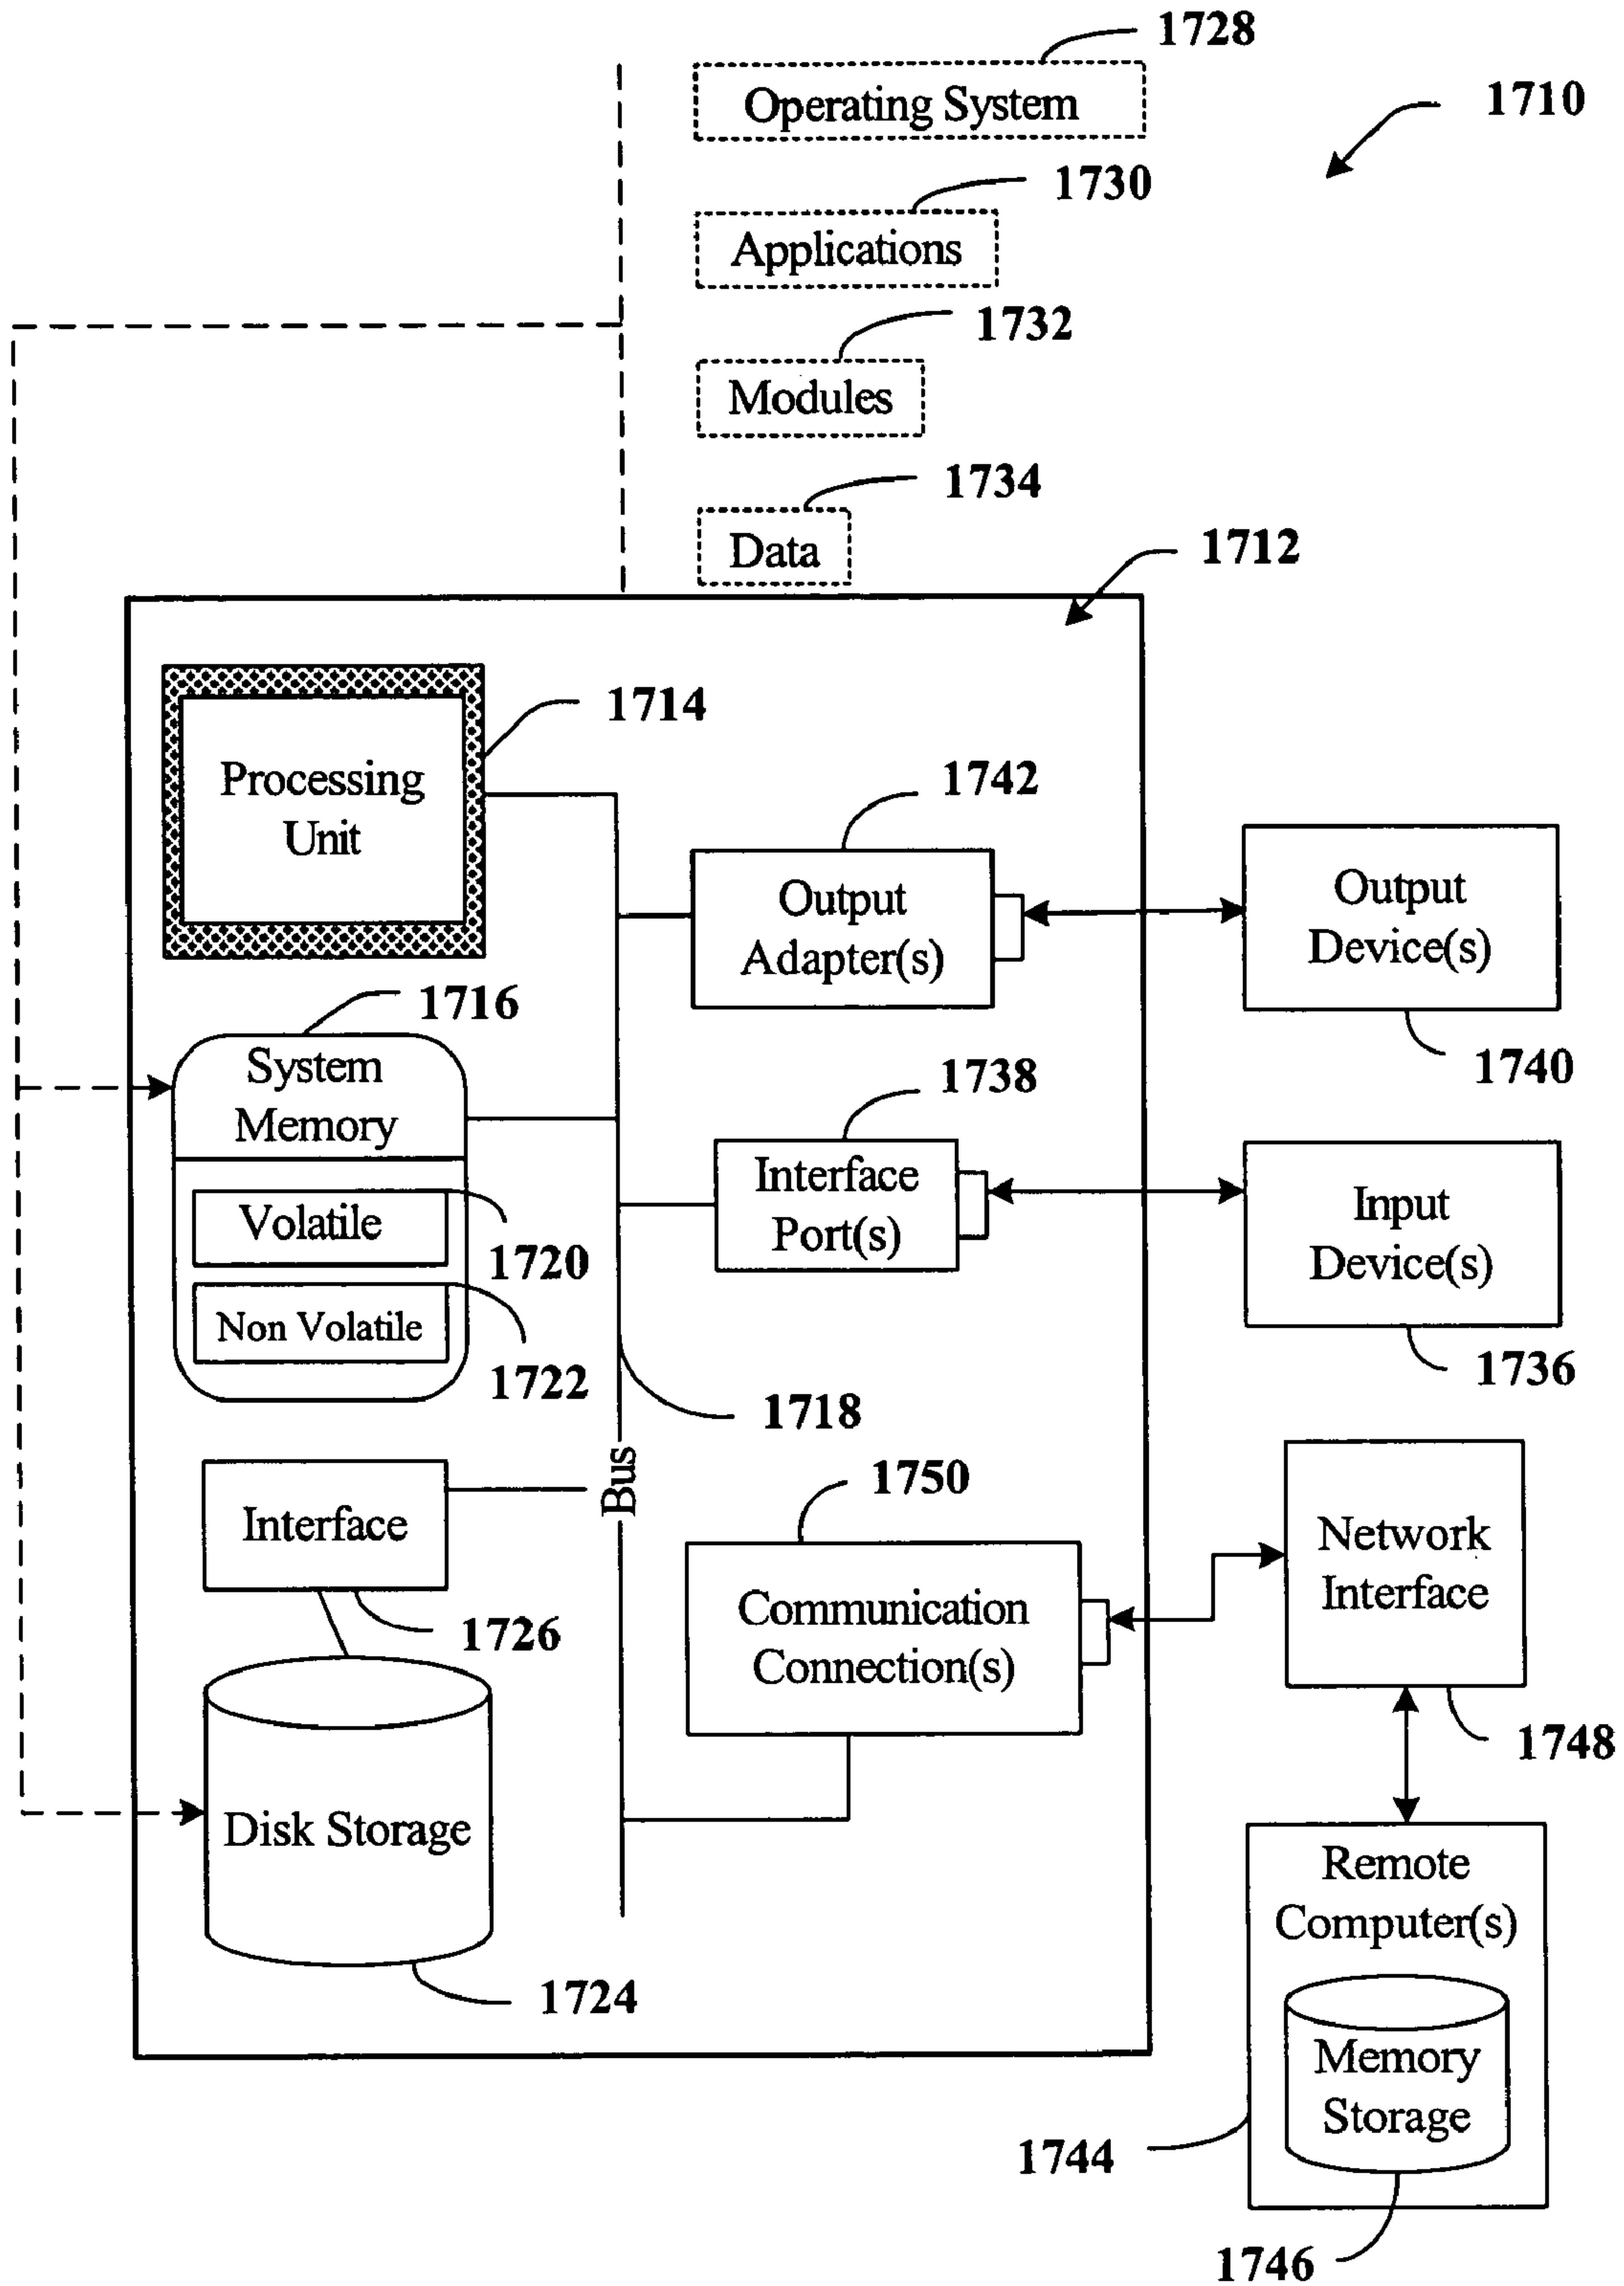 1728
Operating System
1710
1730
Applications
1732
Modules
1734
Data
1712
1714
Processing
Unit
1742
Output
Adapter(s)
Output
Device(s)
1740
1716
System
Memory
1738
Interface
Port(s)
Input
Device(s)
1736
Volatile
1720
Non Volatile
1722
1718
Bus
Interface
1726
1750
Communication
Connection(s)
Network
Interface
1748
Disk Storage
1724
Remote
Computer(s)
Memory
Storage
1744
1746